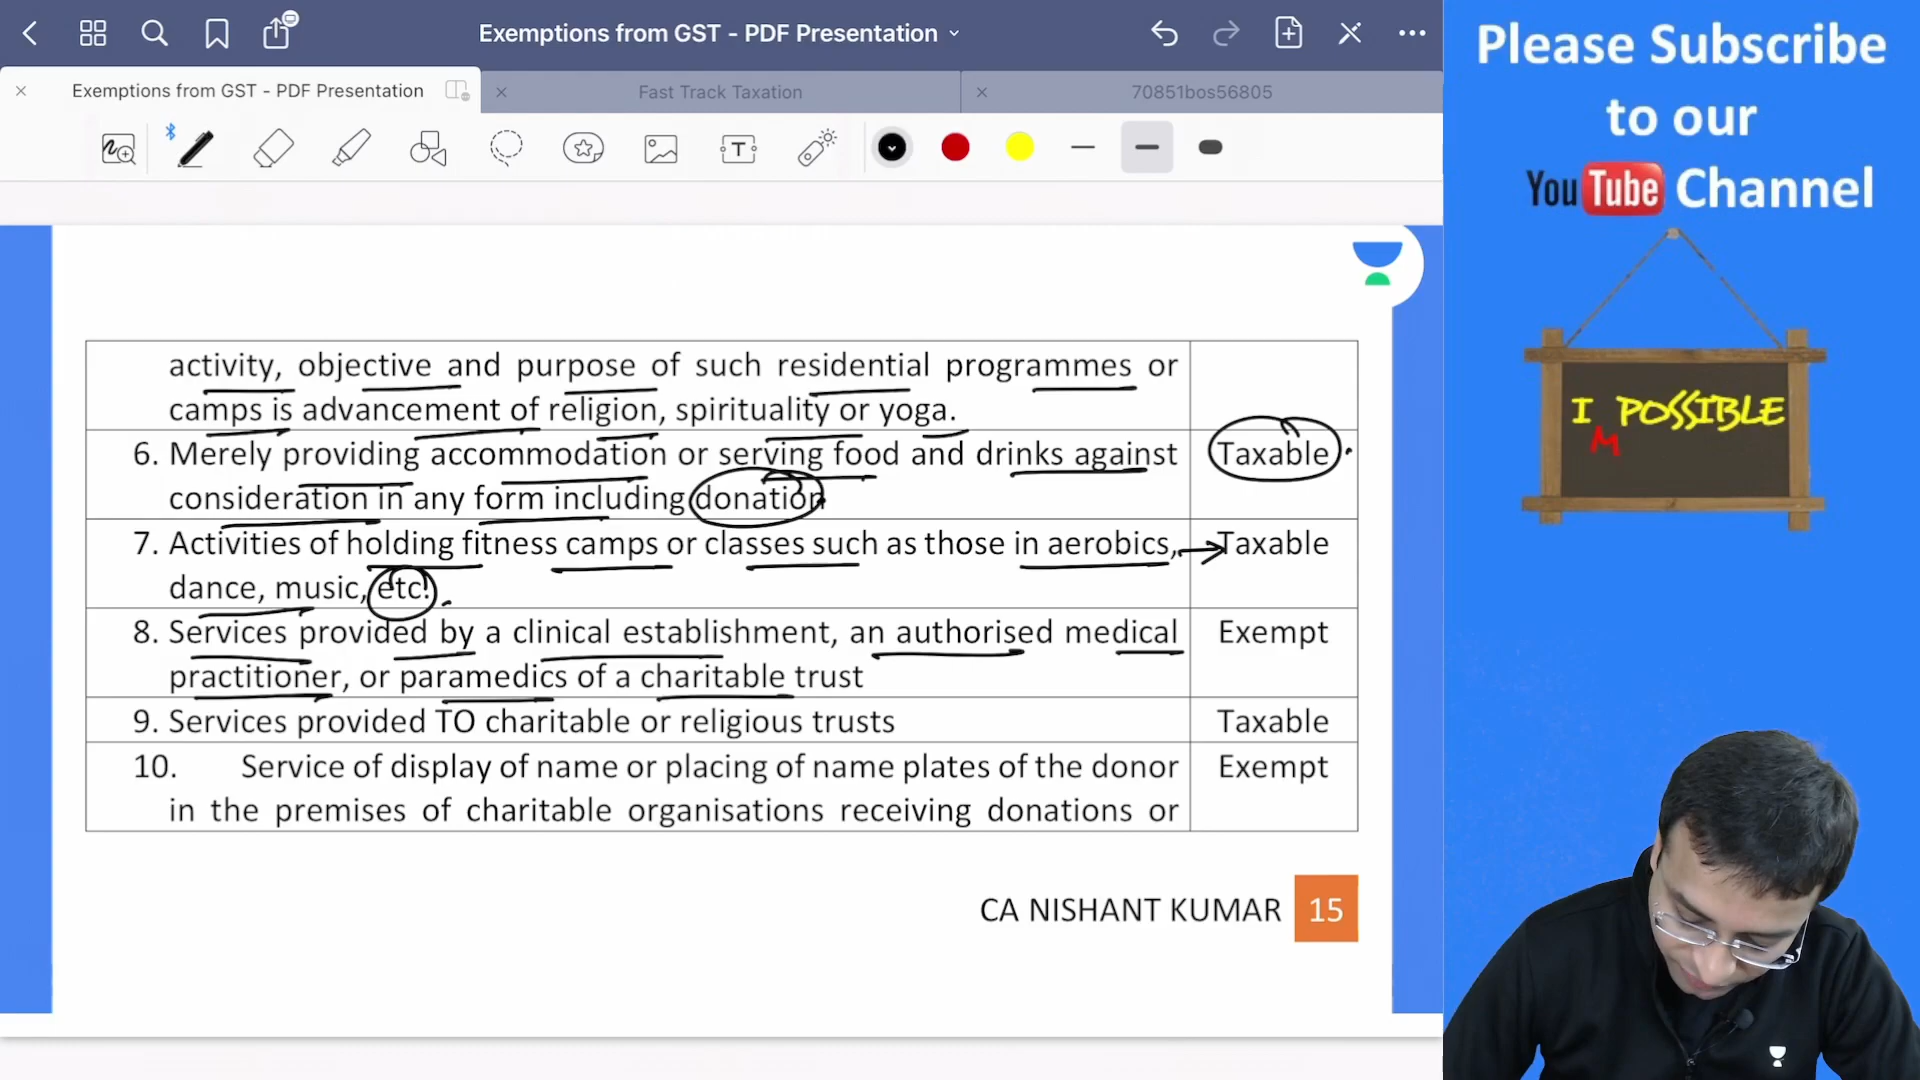 Exemptions from GST - PDF Presentation
Exemptions from GST - PDF Presentation
Fast Track Taxation
70851bos56805
T
activity, objective and purpose of such residential programmes or
camps is advancement of religion, spirituality or yoga.
6. Merely providing accommodation or serving food and drinks against Taxable
consideration in any form including donation
7. Activities of holding fitness camps or classes such as those in aerobics, Taxable
dance, music, etc.
8. Services provided by a clinical establishment, an authorised medical Exempt
practitioner, or paramedics of a charitable trust
9. Services provided TO charitable or religious trusts Taxable
10. Service of display of name or placing of name plates of the donor Exempt
in the premises of charitable organisations receiving donations or
CA NISHANT KUMAR 15
Please Subscribe
to our
YouTube Channel
I POSSIBLE
M